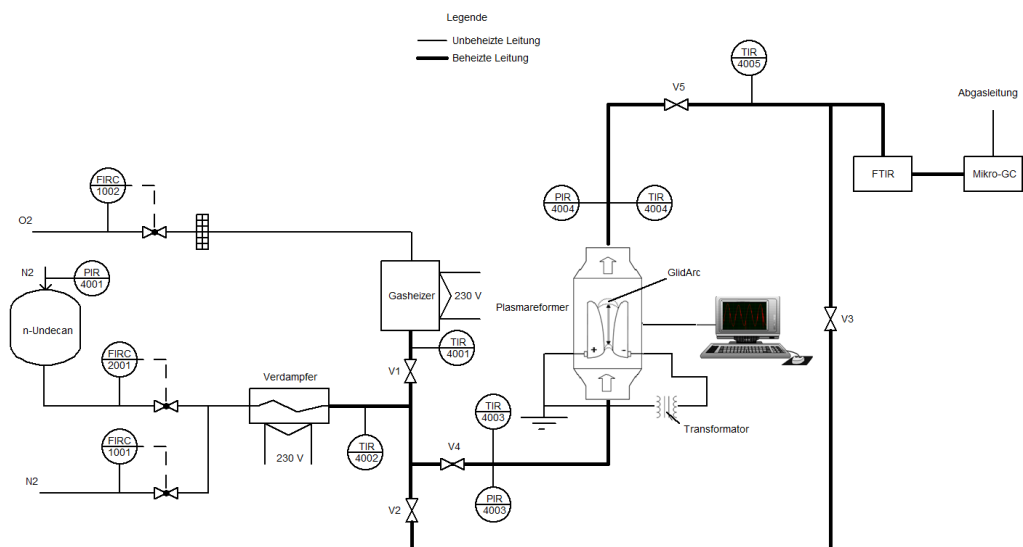 Legende
Unbeheizte Leitung
Beheizte Leitung
TIR
4005
V5
Abgasleitung
FTIR
Mikro-GC
FIRC
1002
O2
PIR
4004
TIR
4004
N2
PIR
4001
GlidArc
Gasheizer
230 V
Plasmareformer
n-Undecan
V3
TIR
4001
+
-
FIRC
2001
V1
Verdampfer
TIR
4003
Transformator
FIRC
1001
TIR
4002
V4
230 V
N2
PIR
4003
V2